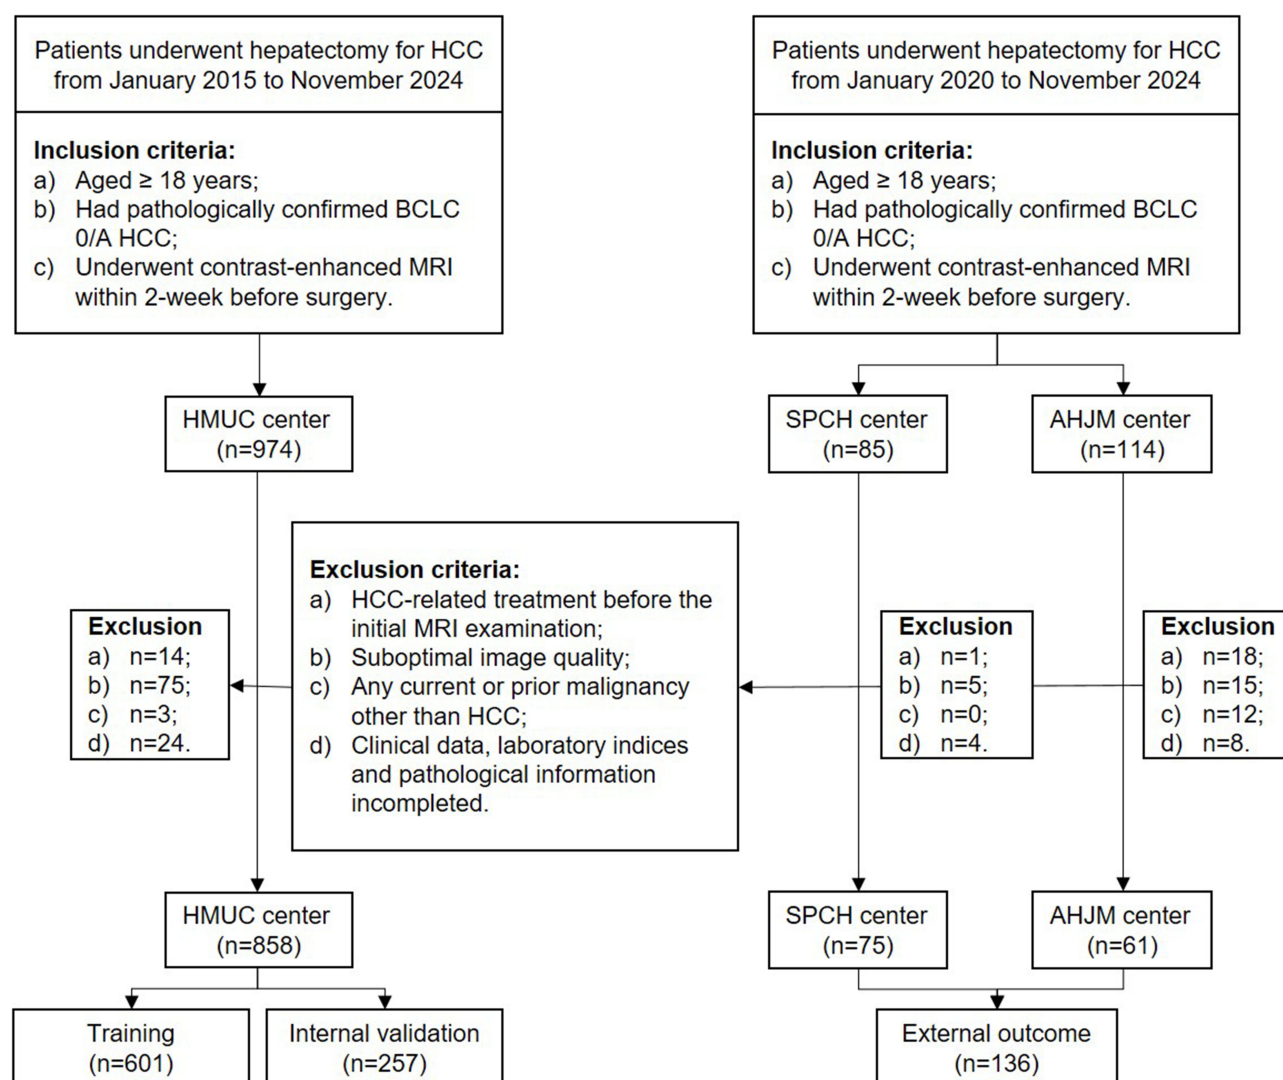 Patients underwent hepatectomy for HCC
from January 2015 to November 2024
Inclusion criteria:
a) Aged ≥ 18 years;
b) Had pathologically confirmed BCLC
0/A HCC;
c) Underwent contrast-enhanced MRI
within 2-week before surgery.
Patients underwent hepatectomy for HCC
from January 2020 to November 2024
Inclusion criteria:
a) Aged ≥ 18 years;
b) Had pathologically confirmed BCLC
0/A HCC;
c) Underwent contrast-enhanced MRI
within 2-week before surgery.
HMUC center
(n=974)
SPCH center
(n=85)
AHJM center
(n=114)
Exclusion
a) n=14;
b) n=75;
c) n=3;
d) n=24.
Exclusion criteria:
a) HCC-related treatment before the
initial MRI examination;
b) Suboptimal image quality;
c) Any current or prior malignancy
other than HCC;
d) Clinical data, laboratory indices
and pathological information
incompleted.
Exclusion
a) n=1;
b) n=5;
c) n=0;
d) n=4.
Exclusion
a) n=18;
b) n=15;
c) n=12;
d) n=8.
HMUC center
(n=858)
SPCH center
(n=75)
AHJM center
(n=61)
Training
(n=601)
Internal validation
(n=257)
External outcome
(n=136)